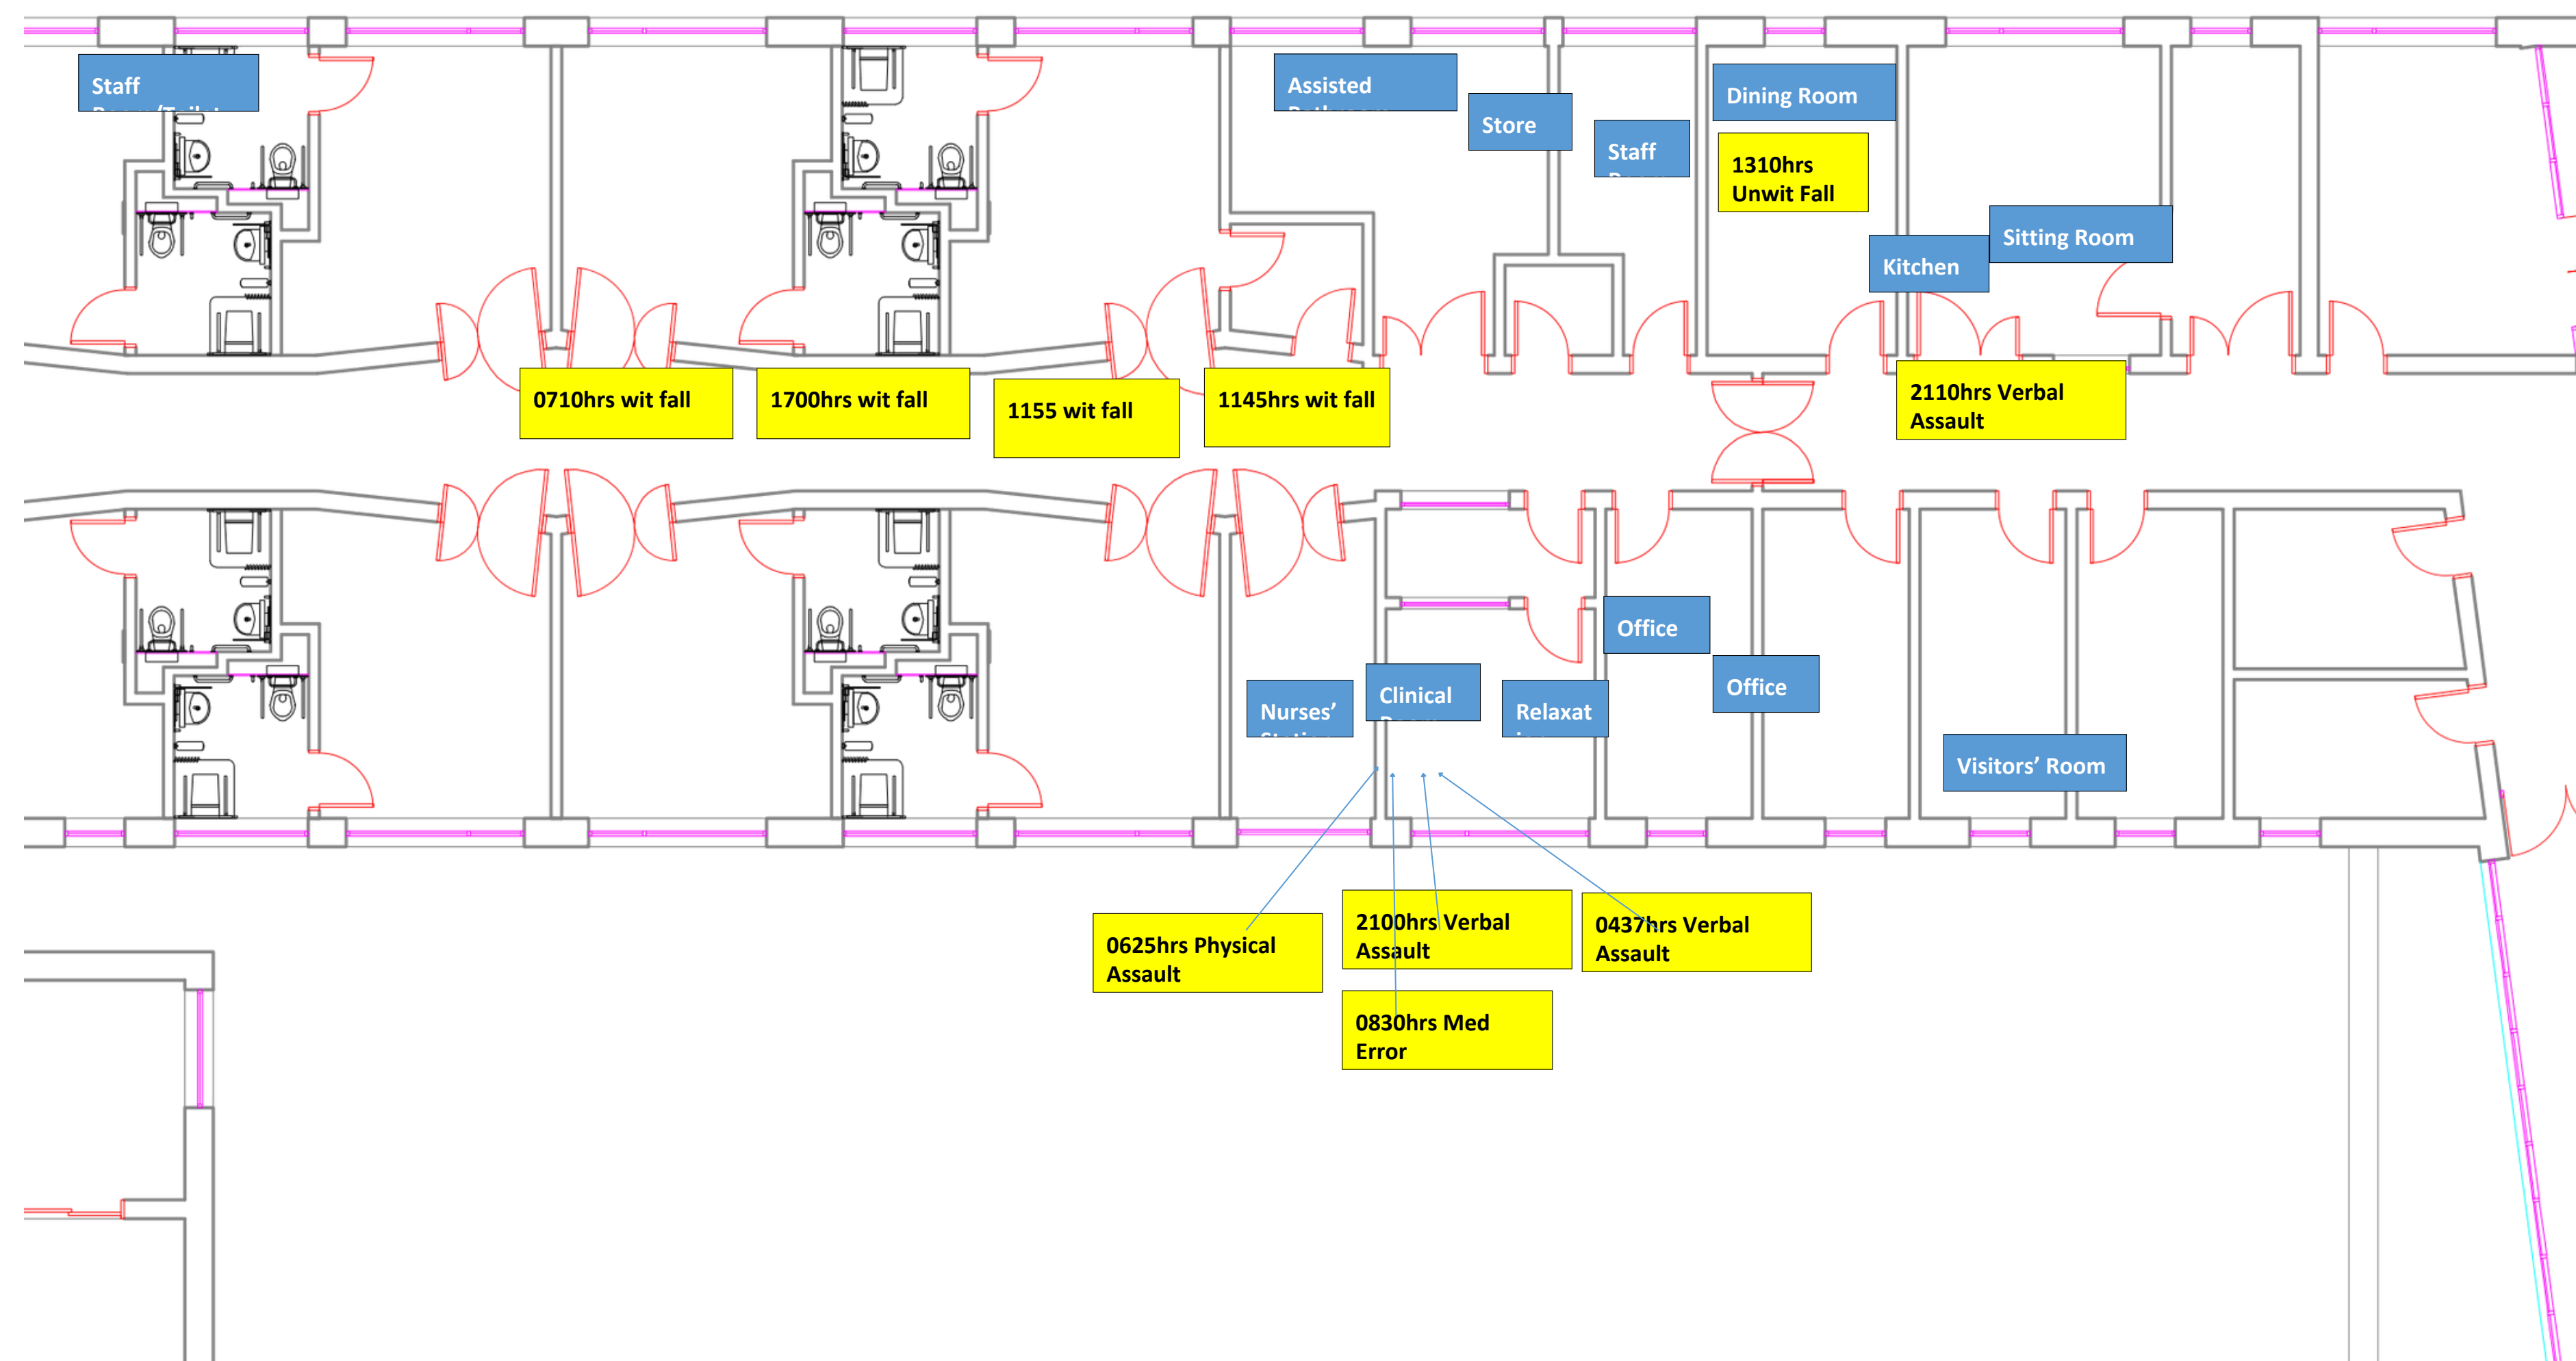 Staff
Assisted
Store
Staff
Dining Room
1310hrs
Unwit Fall
Kitchen
Sitting Room
0710hrs wit fall
1700hrs wit fall
1155 wit fall
1145hrs wit fall
2110hrs Verbal
Assault
Nurses’
Clinical
Relaxat
Office
Office
Visitors’ Room
0625hrs Physical
Assault
2100hrs Verbal
Assault
0437hrs Verbal
Assault
0830hrs Med
Error